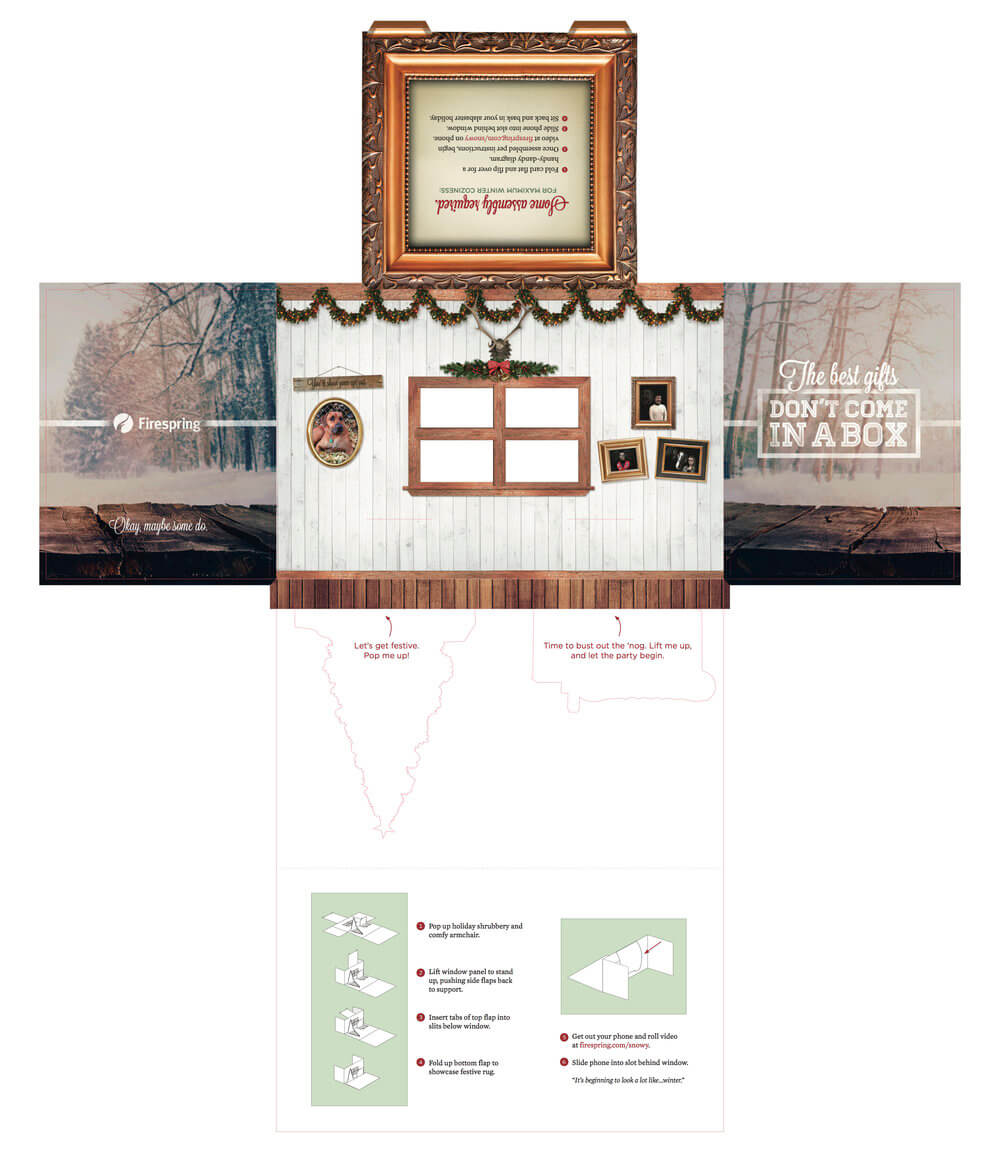 Some assembly required.
FOR MAXIMUM WINTER COZINESS:
Fold card flat and flip over for a
handy-dandy diagram.
Once assembled per instructions, begin
video at firespring.com/snowy on phone.
Slide phone into slot behind window.
Sit back and bask in your alabaster holiday.
Firespring
Okay, maybe some do.
The best gifts
DON'T COME
IN A BOX
Let's get festive.
Pop me up!
Time to bust out the 'nog. Lift me up,
and let the party begin.
1 Pop up holiday shrubbery and
comfy armchair.
2 Lift window panel to stand
up, pushing side flaps back
to support.
3 Insert tabs of top flap into
slits below window.
4 Fold up bottom flap to
showcase festive rug.
5 Get out your phone and roll video
at firespring.com/snowy.
6 Slide phone into slot behind window.
"It's beginning to look a lot like...winter."